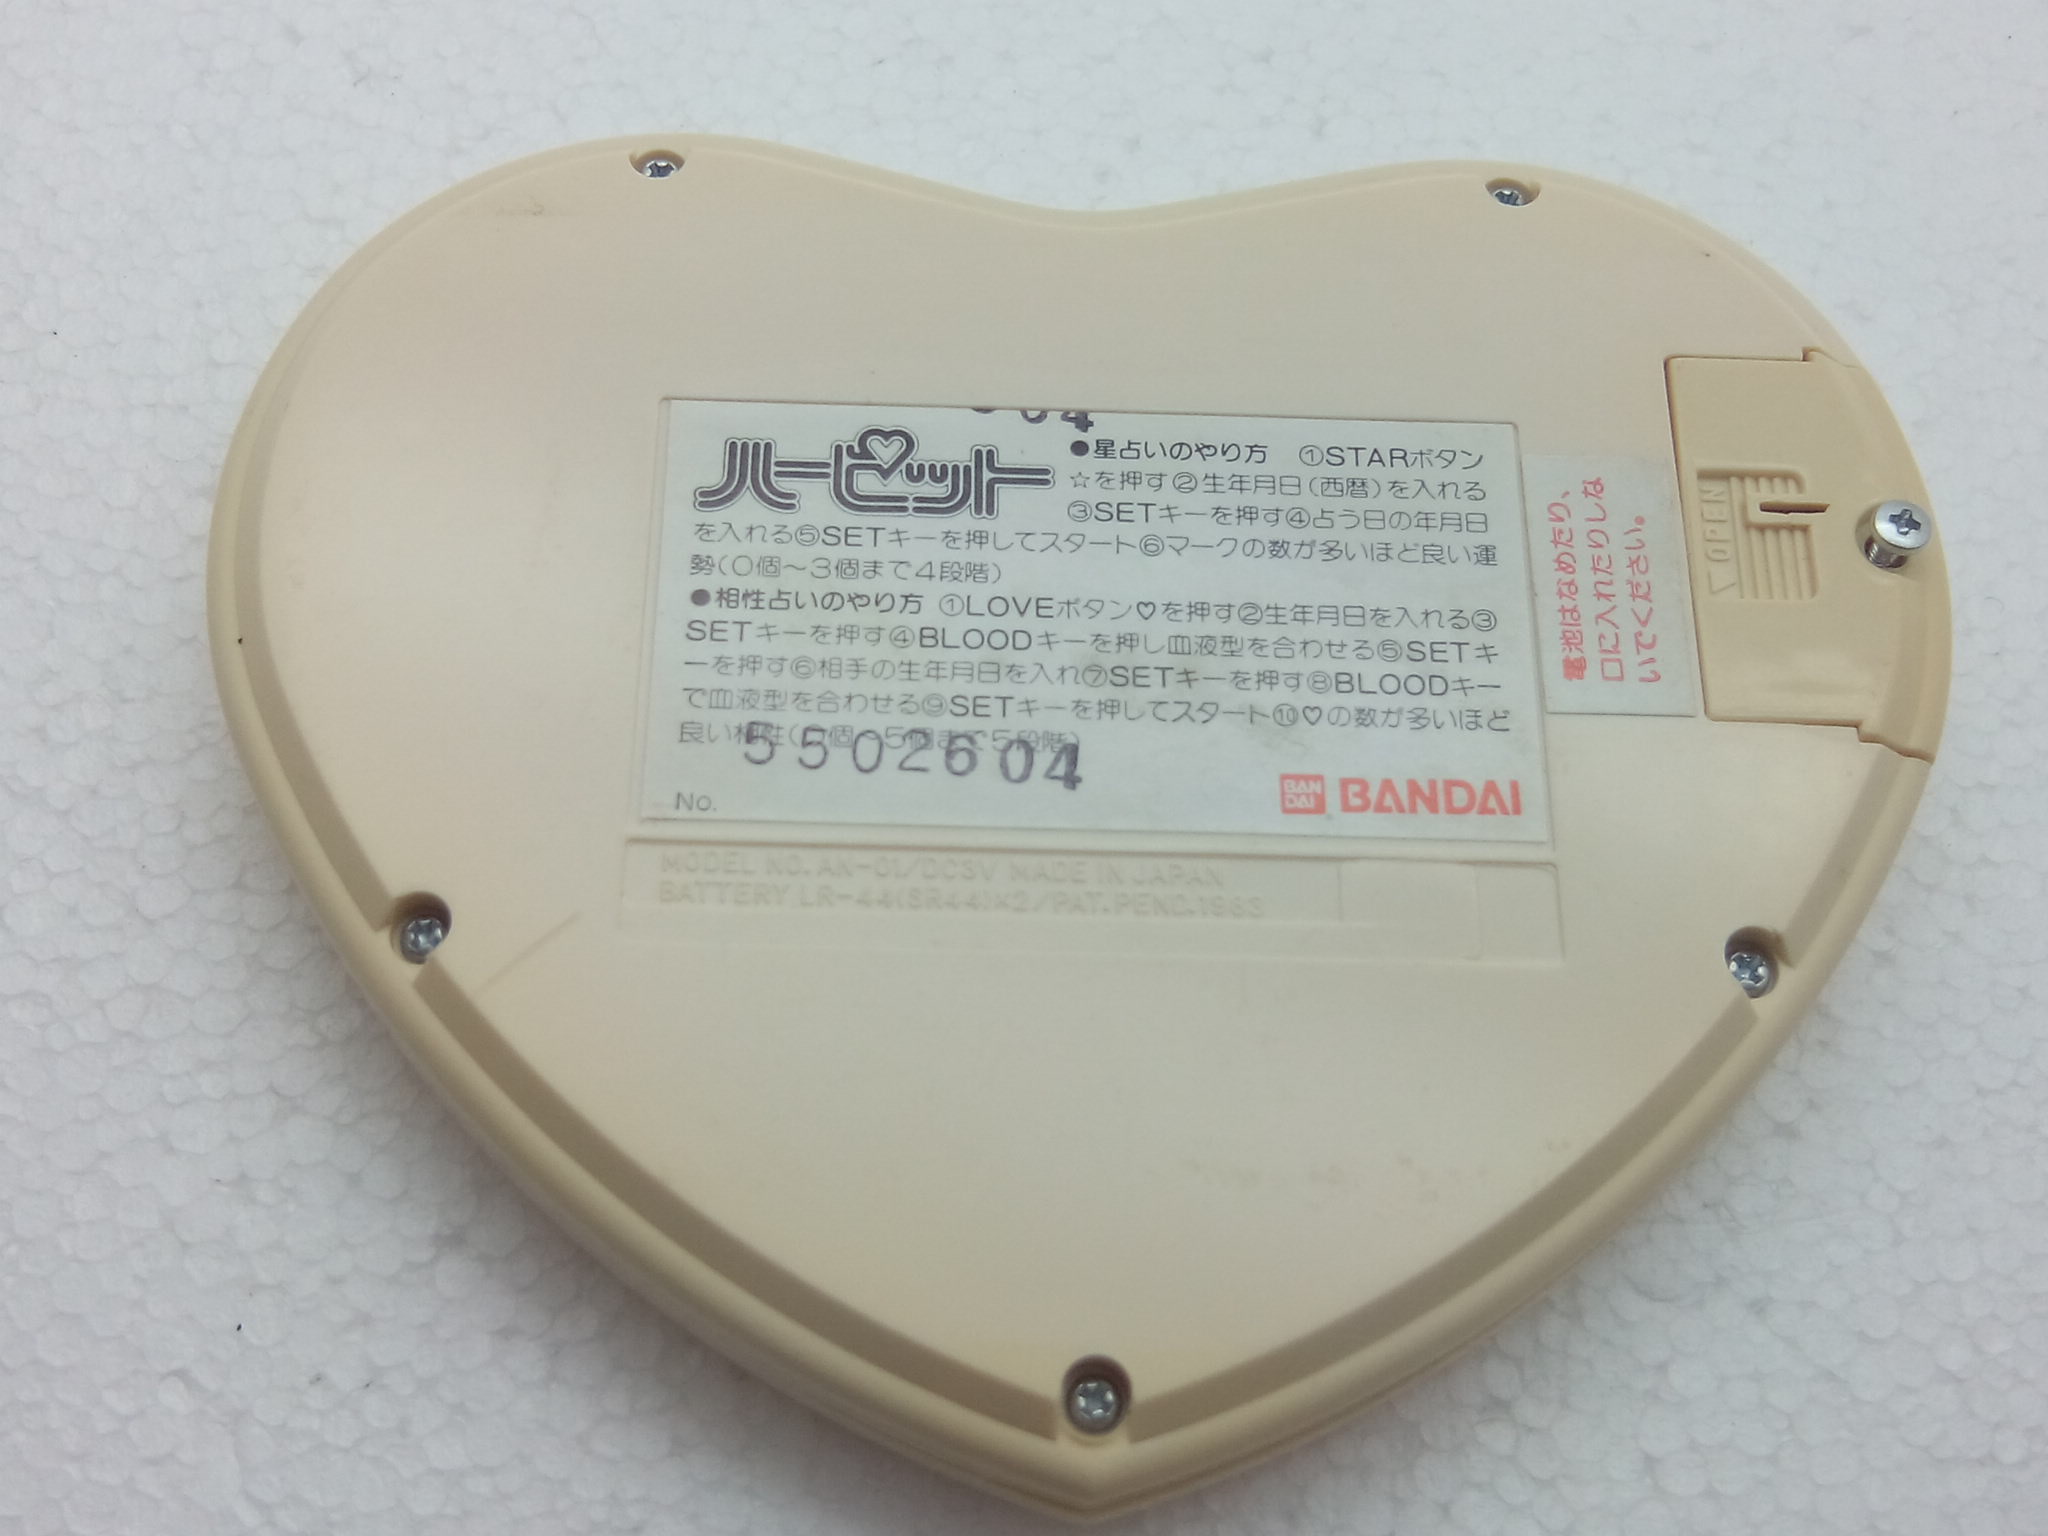 04
ハーピット
●星占いのやり方 ①STARボタン
☆を押す②生年月日(西暦)を入れる
③SETキーを押す④占う日の年月日
を入れる⑤SETキーを押してスタート⑥マークの数が多いほど良い運
勢(0個〜3個まで4段階)
●相性占いのやり方 ①LOVEボタン♡を押す②生年月日を入れる③
SETキーを押す④BLOODキーを押し血液型を合わせる⑤SETキ
ーを押す⑥相手の生年月日を入れ⑦SETキーを押す⑧BLOODキー
で血液型を合わせる⑨SETキーを押してスタート⑩♡の数が多いほど
良い相性(個〜5個まで5段階)
5502604
No.
BAN
DAI
BANDAI
MODEL NO. AN-01/DC3V MADE IN JAPAN
BATTERY LR-44(SR44)×2/PAT. PEND. 1983
電池はなめたり、
口に入れたりしな
いでください。
OPEN